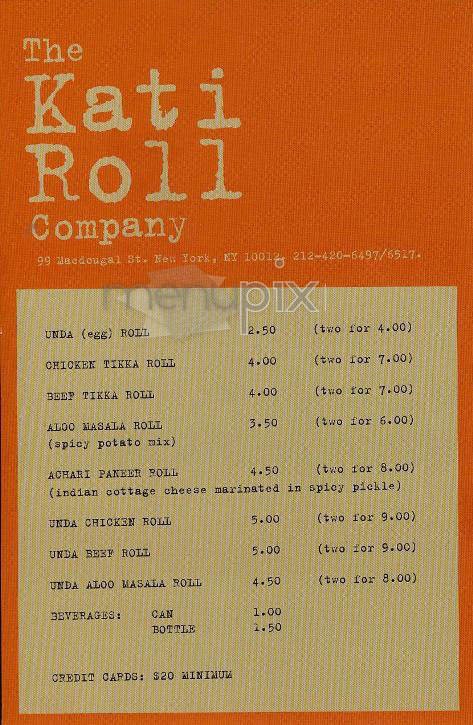 The
Kati
Roll
Company
99 Macdougal St. New York, NY 10012. 212-420-6497/6517.
menupix
UNDA (egg) ROLL 2.50 (two for 4.00)
CHICKEN TIKKA ROLL 4.00 (two for 7.00)
BEEF TIKKA ROLL 4.00 (two for 7.00)
ALOO MASALA ROLL 3.50 (two for 6.00)
(spicy potato mix)
ACHARI PANEER ROLL 4.50 (two for 8.00)
(indian cottage cheese marinated in spicy pickle)
UNDA CHICKEN ROLL 5.00 (two for 9.00)
UNDA BEEF ROLL 5.00 (two for 9.00)
UNDA ALOO MASALA ROLL 4.50 (two for 8.00)
BEVERAGES: CAN 1.00
BOTTLE 1.50
CREDIT CARDS: $20 MINIMUM